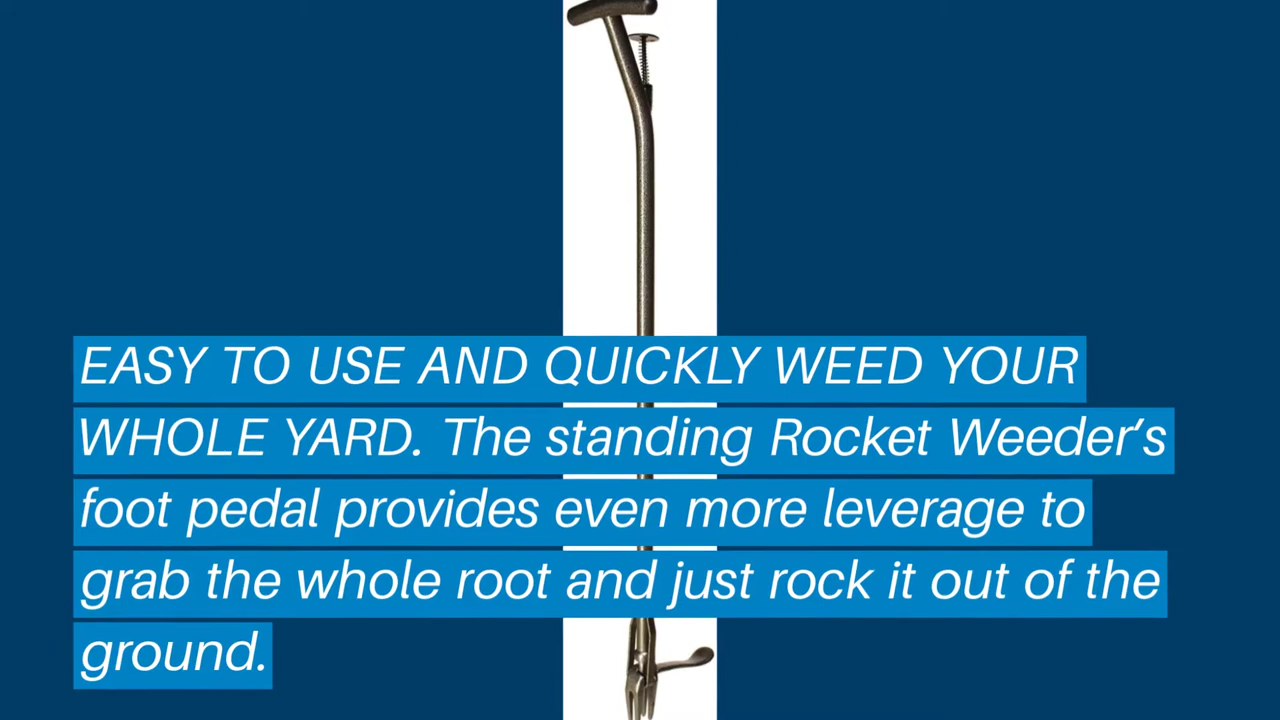 EASY TO USE AND QUICKLY WEED YOUR
WHOLE YARD. The standing Rocket Weeder’s
foot pedal provides even more leverage to
grab the whole root and just rock it out of the
ground.